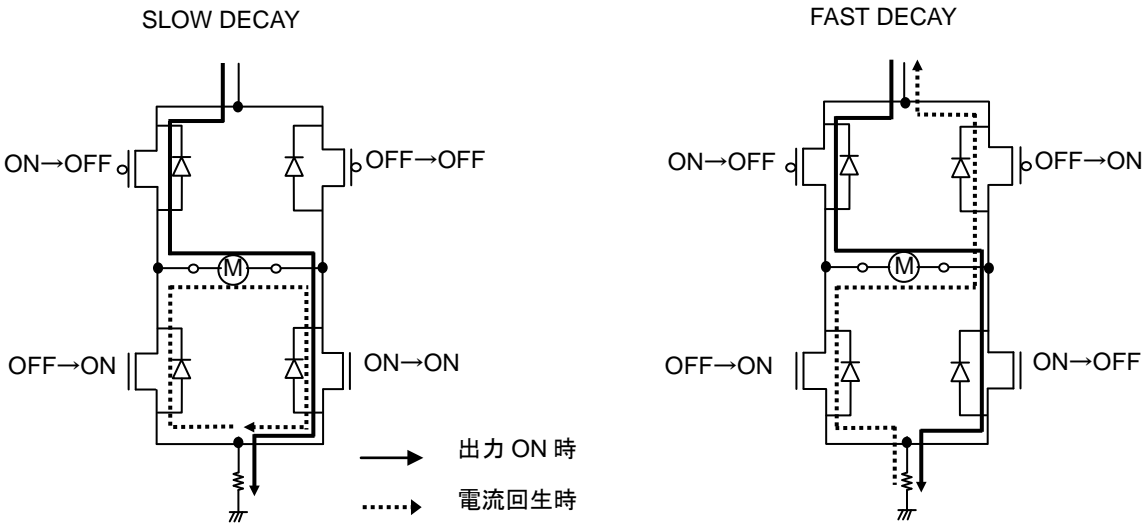 SLOW DECAY
ON→OFF
OFF→OFF
M
OFF→ON
ON→ON
FAST DECAY
ON→OFF
OFF→ON
M
OFF→ON
ON→OFF
出力 ON 時
電流回生時